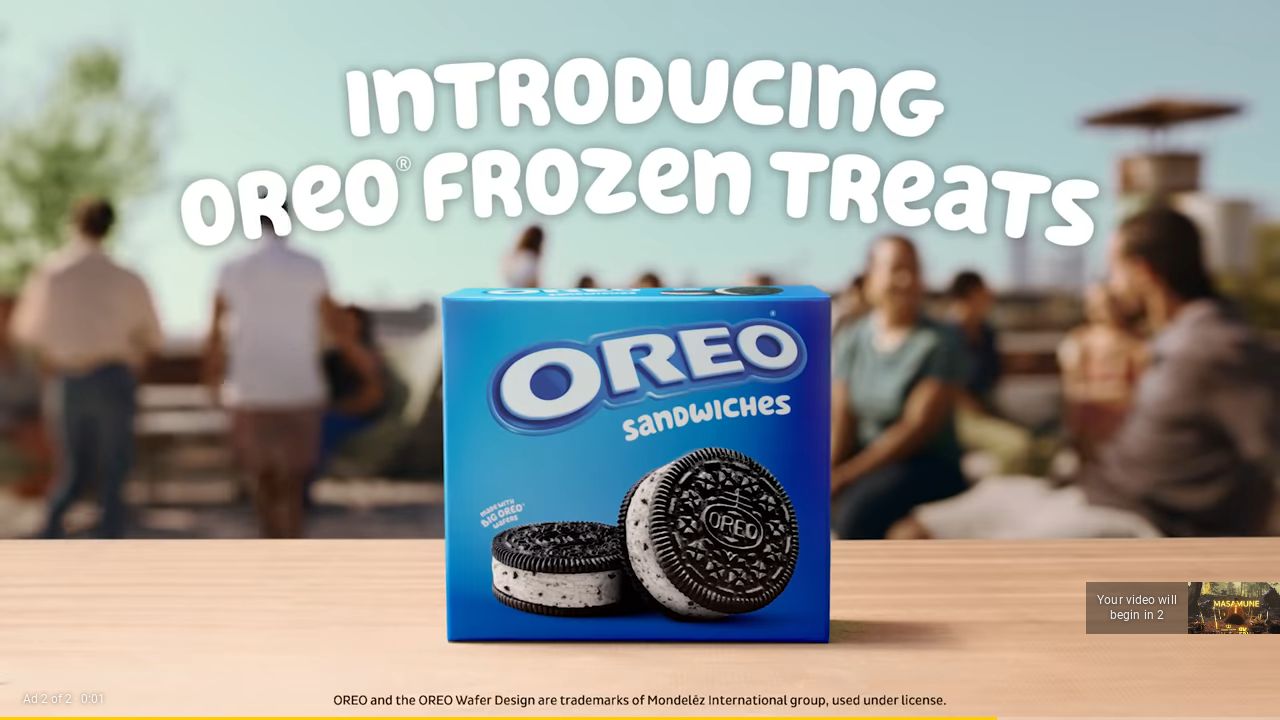 INTRODUCING
OREO® FROZEN TREATS
OREO
SANDWICHES
OREO
SANDWICHES
MADE WITH
BIG OREO
WAFERS
OREO
Your video will
begin in 2
MASAMUNE
Ad 2 of 2 · 0:01
OREO and the OREO Wafer Design are trademarks of Mondelēz International group, used under license.